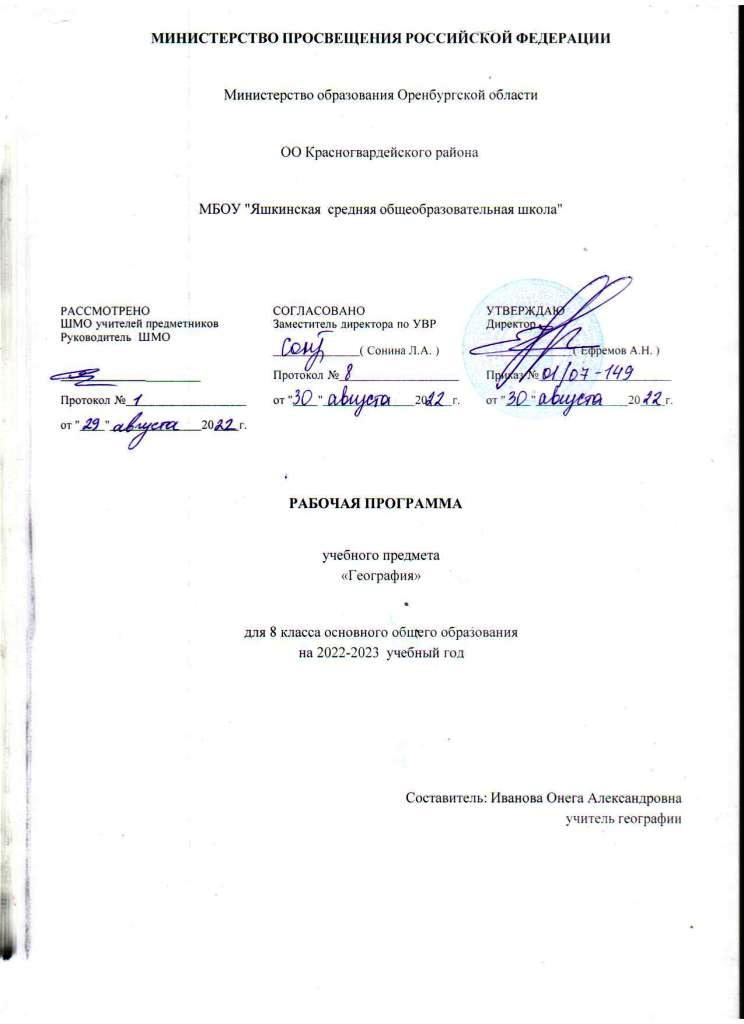 МИНИСТЕРСТВО ПРОСВЕЩЕНИЯ РОССИЙСКОЙ ФЕДЕРАЦИИ
Министерство образования Оренбургской области
ОО Красногвардейского района
МБОУ "Яшкинская средняя общеобразовательная школа"
РАССМОТРЕНО
ШМО учителей предметников
Руководитель ШМО
Протокол № 1
от "29" августа 2022 г.
СОГЛАСОВАНО
Заместитель директора по УВР
( Сонина Л.А. )
Протокол № 8
от "30" августа 2022 г.
УТВЕРЖДАЮ
Директор
( Ефремов А.Н. )
Приказ № 01/07-149
от "30" августа 2022 г.
РАБОЧАЯ ПРОГРАММА
учебного предмета
«География»
для 8 класса основного общего образования
на 2022-2023 учебный год
Составитель: Иванова Онега Александровна
учитель географии